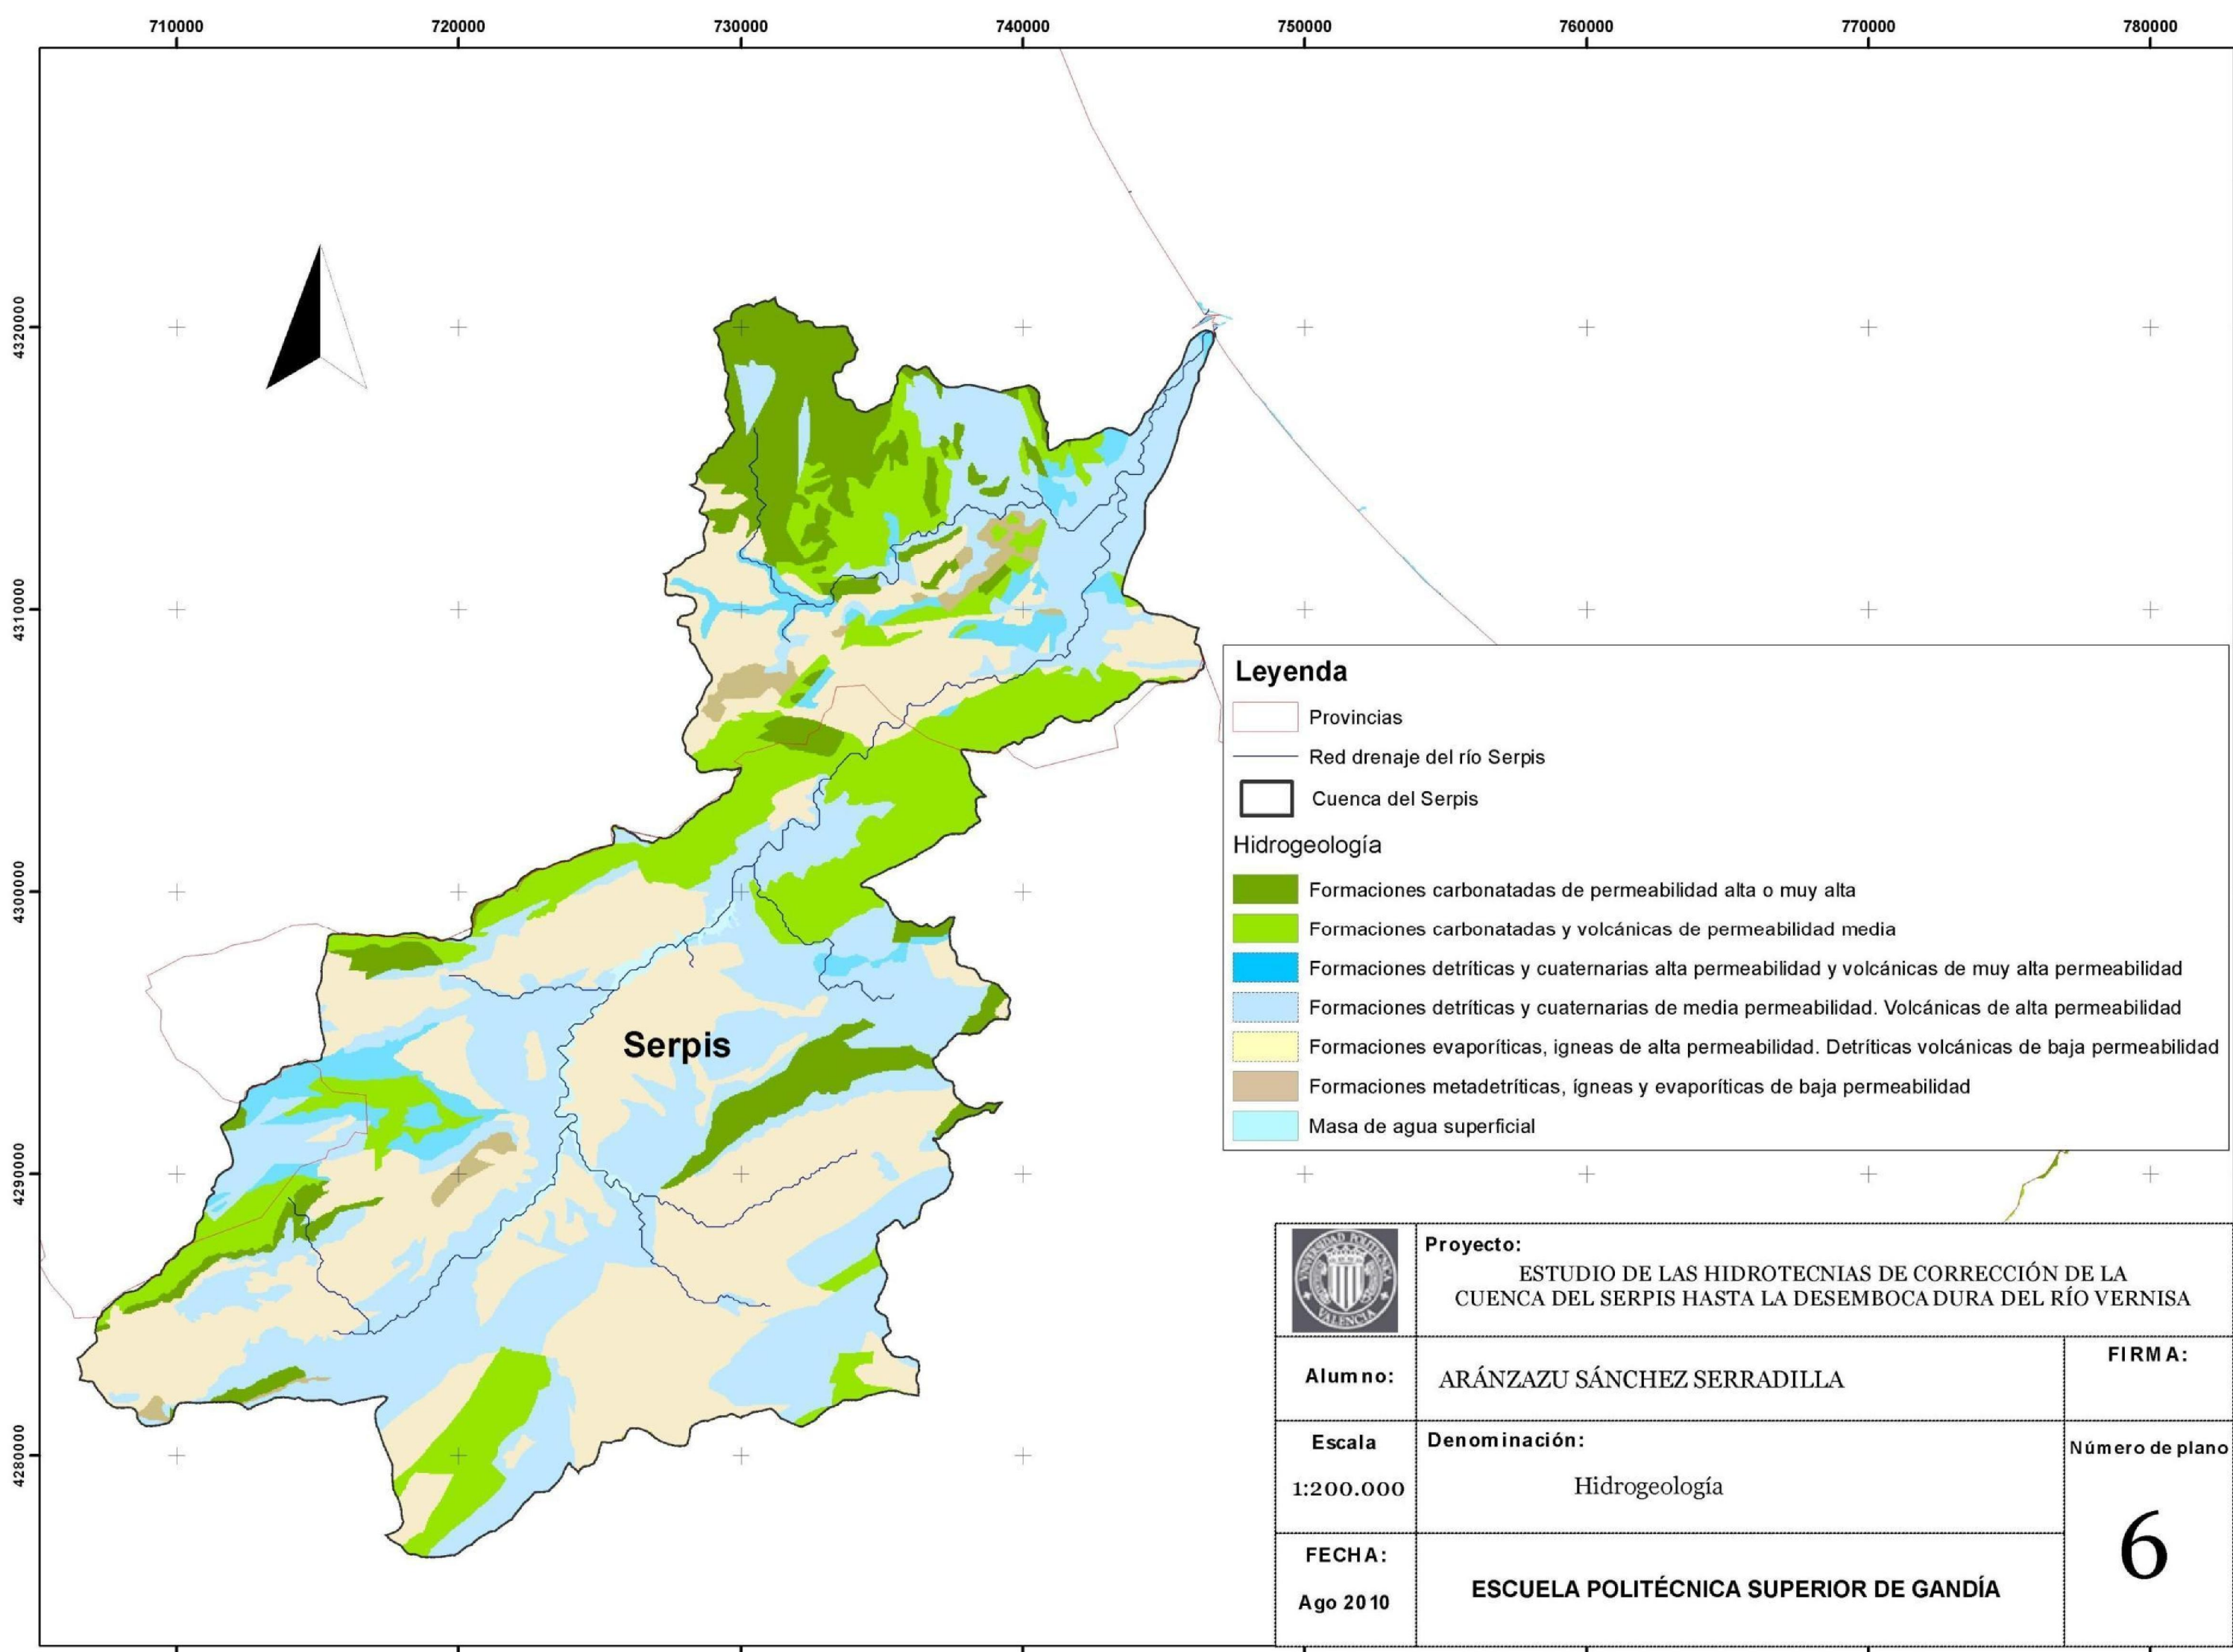 710000 720000 730000 740000 750000 760000 770000 780000
4320000
4310000
4300000
4290000
4280000
Serpis
Leyenda
Provincias
Red drenaje del río Serpis
Cuenca del Serpis
Hidrogeología
Formaciones carbonatadas de permeabilidad alta o muy alta
Formaciones carbonatadas y volcánicas de permeabilidad media
Formaciones detríticas y cuaternarias alta permeabilidad y volcánicas de muy alta permeabilidad
Formaciones detríticas y cuaternarias de media permeabilidad. Volcánicas de alta permeabilidad
Formaciones evaporíticas, igneas de alta permeabilidad. Detríticas volcánicas de baja permeabilidad
Formaciones metadetríticas, ígneas y evaporíticas de baja permeabilidad
Masa de agua superficial
UNIVERSIDAD POLITECNICA
VALENCIA
Proyecto:
ESTUDIO DE LAS HIDROTECNIAS DE CORRECCIÓN DE LA
CUENCA DEL SERPIS HASTA LA DESEMBOCADURA DEL RÍO VERNISA
Alumno:
ARÁNZAZU SÁNCHEZ SERRADILLA
FIRMA:
Escala
1:200.000
Denominación:
Hidrogeología
Número de plano
6
FECHA:
Ago 2010
ESCUELA POLITÉCNICA SUPERIOR DE GANDÍA